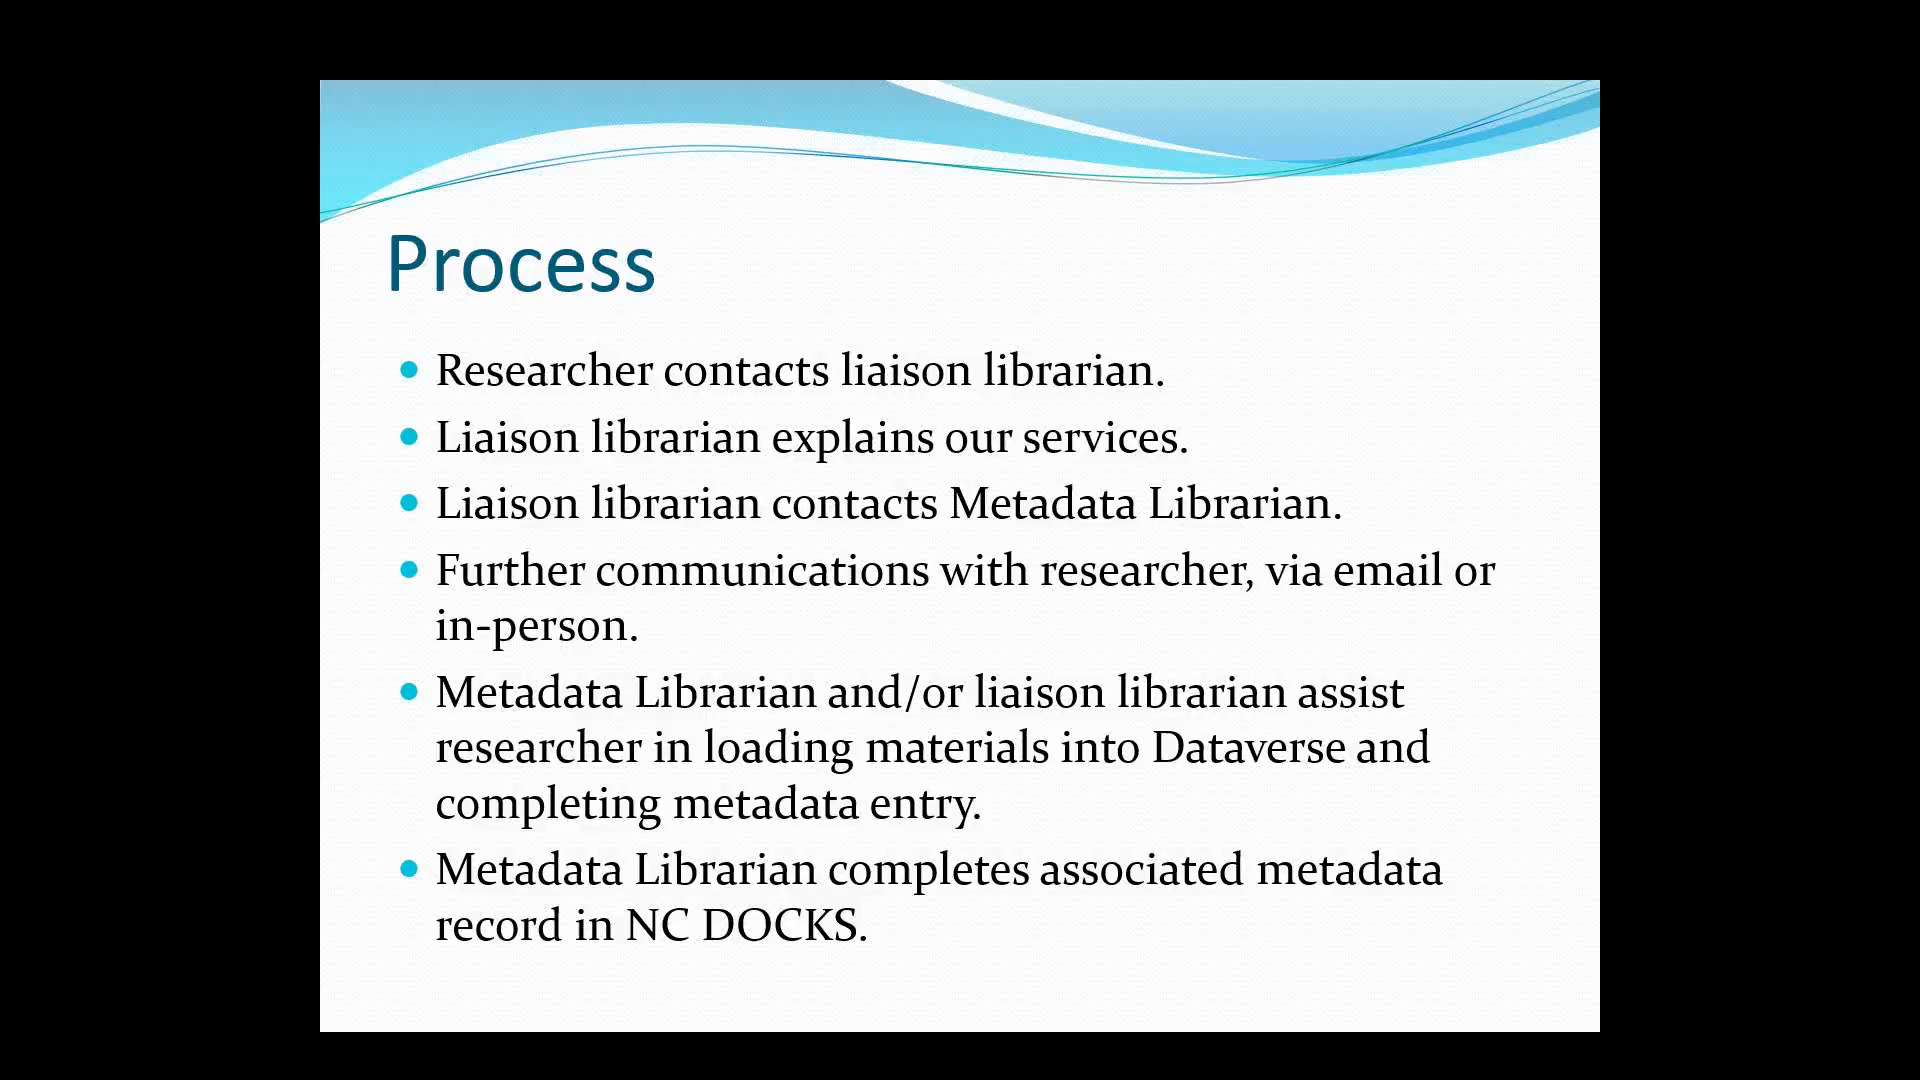 Process
Researcher contacts liaison librarian.
Liaison librarian explains our services.
Liaison librarian contacts Metadata Librarian.
Further communications with researcher, via email or
in-person.
Metadata Librarian and/or liaison librarian assist
researcher in loading materials into Dataverse and
completing metadata entry.
Metadata Librarian completes associated metadata
record in NC DOCKS.